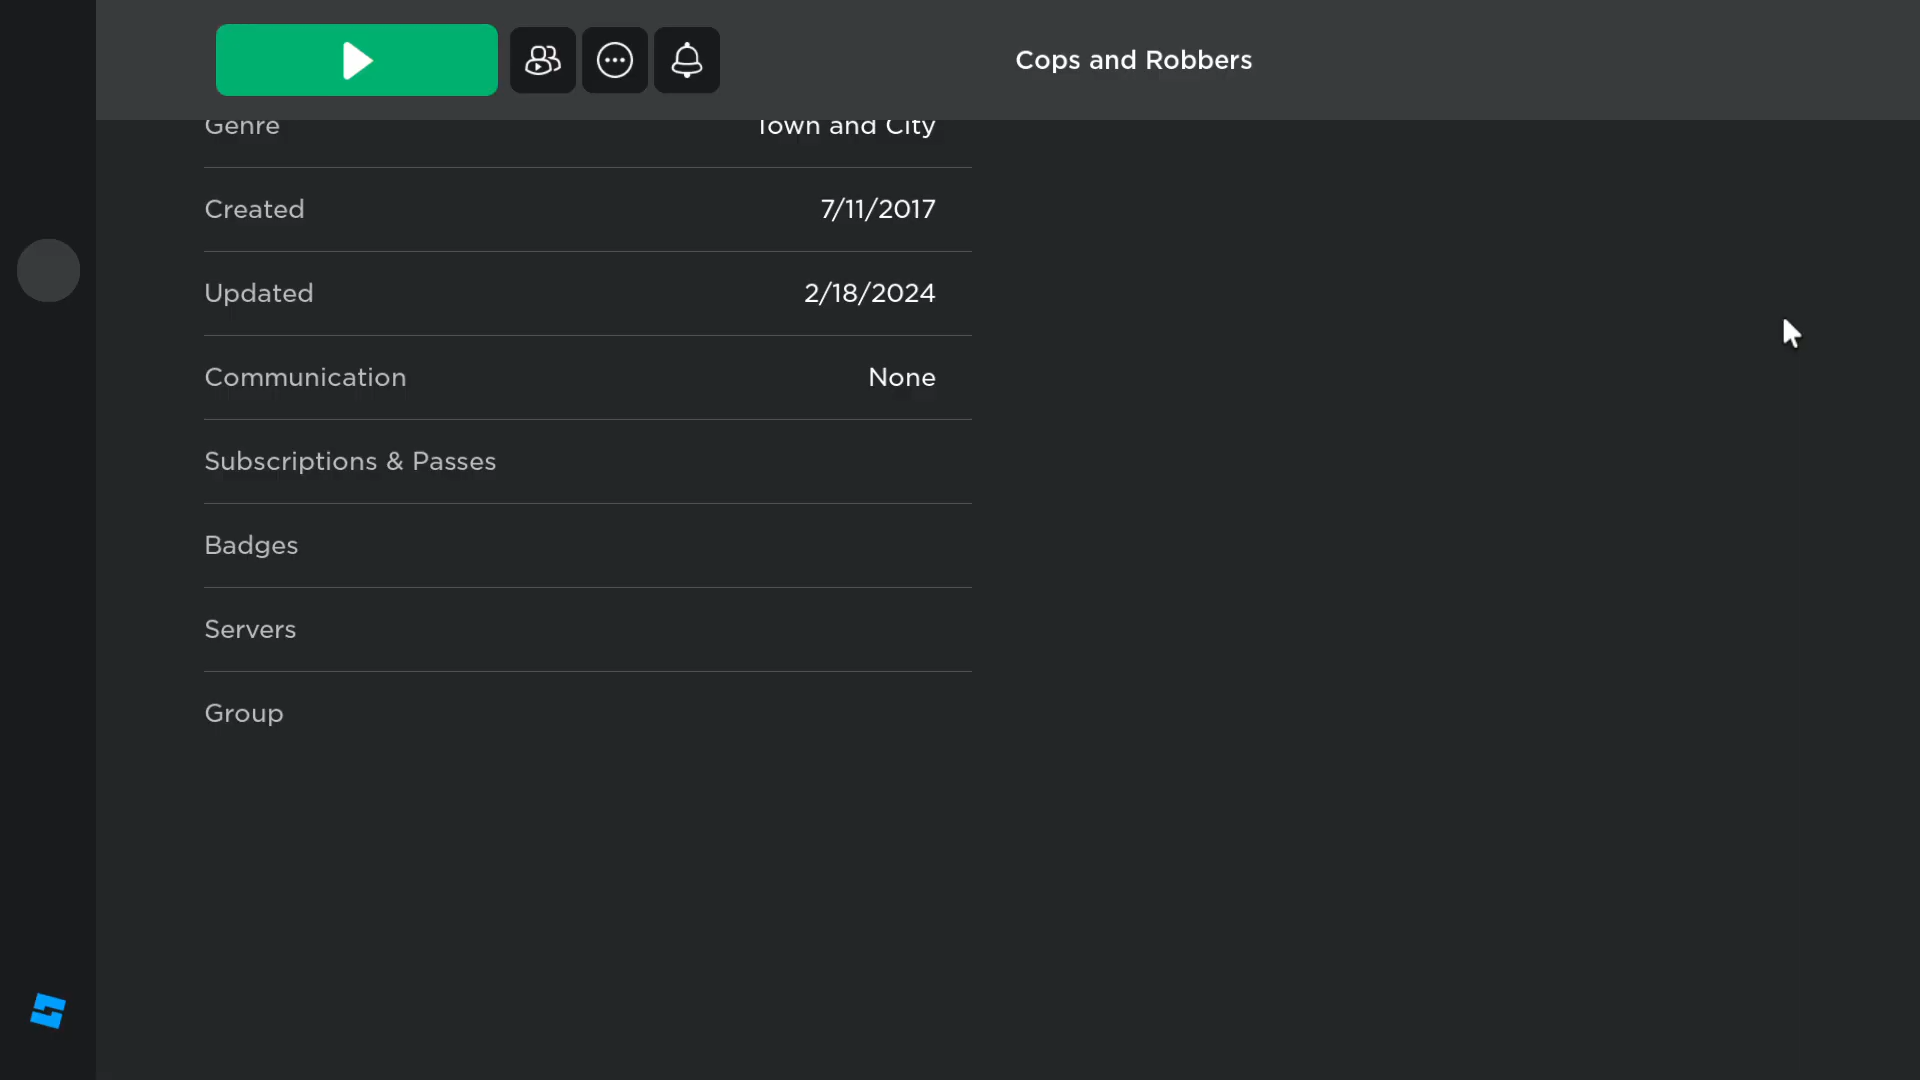 Cops and Robbers
Genre Town and City
Created 7/11/2017
Updated 2/18/2024
Communication None
Subscriptions & Passes
Badges
Servers
Group